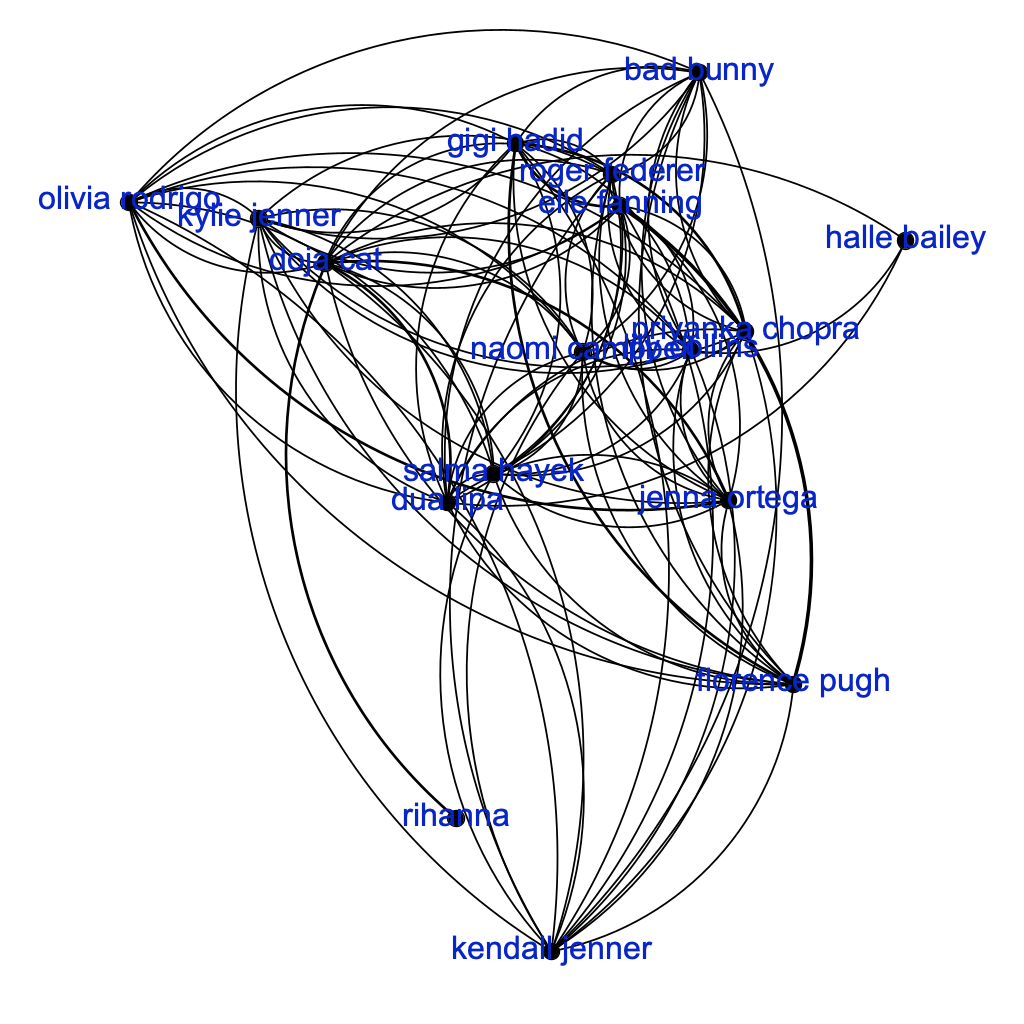 bad bunny
gigi hadid
roger federer
olivia rodrigo
elle fanning
kylie jenner
halle bailey
doja cat
priyanka chopra
naomi campbell
collins
salma hayek
dua lipa
jenna ortega
florence pugh
rihanna
kendall jenner